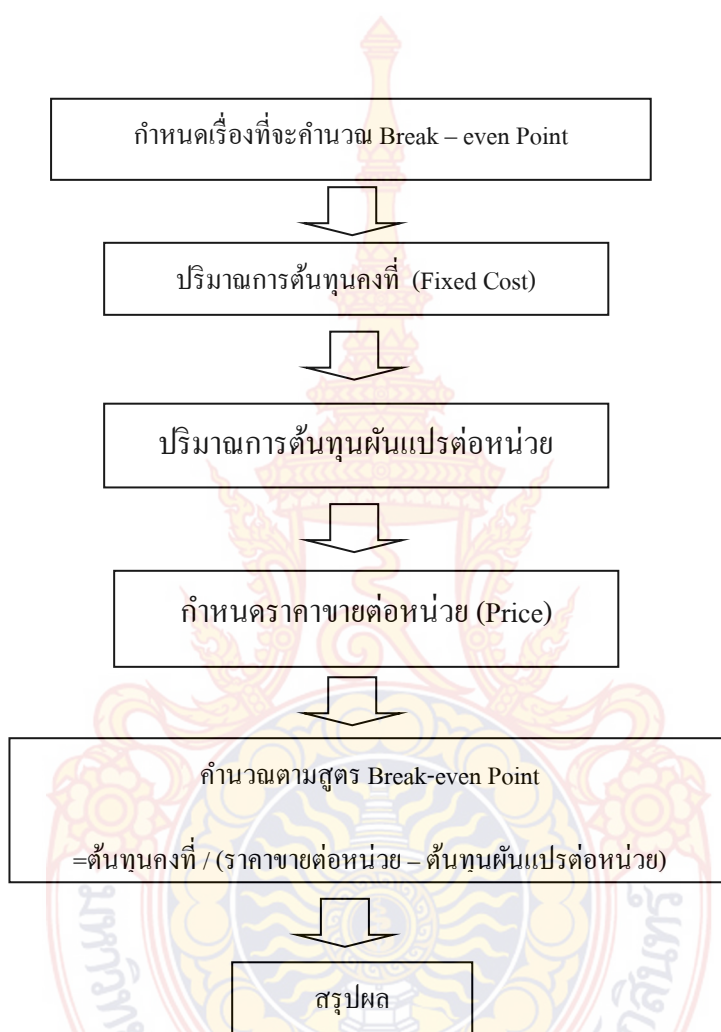 กำหนดเรื่องที่จะคำนวณ Break – even Point
ปริมาณการต้นทุนคงที่ (Fixed Cost)
ปริมาณการต้นทุนผันแปรต่อหน่วย
กำหนดราคาขายต่อหน่วย (Price)
คำนวณตามสูตร Break-even Point
=ต้นทุนคงที่ / (ราคาขายต่อหน่วย – ต้นทุนผันแปรต่อหน่วย)
สรุปผล